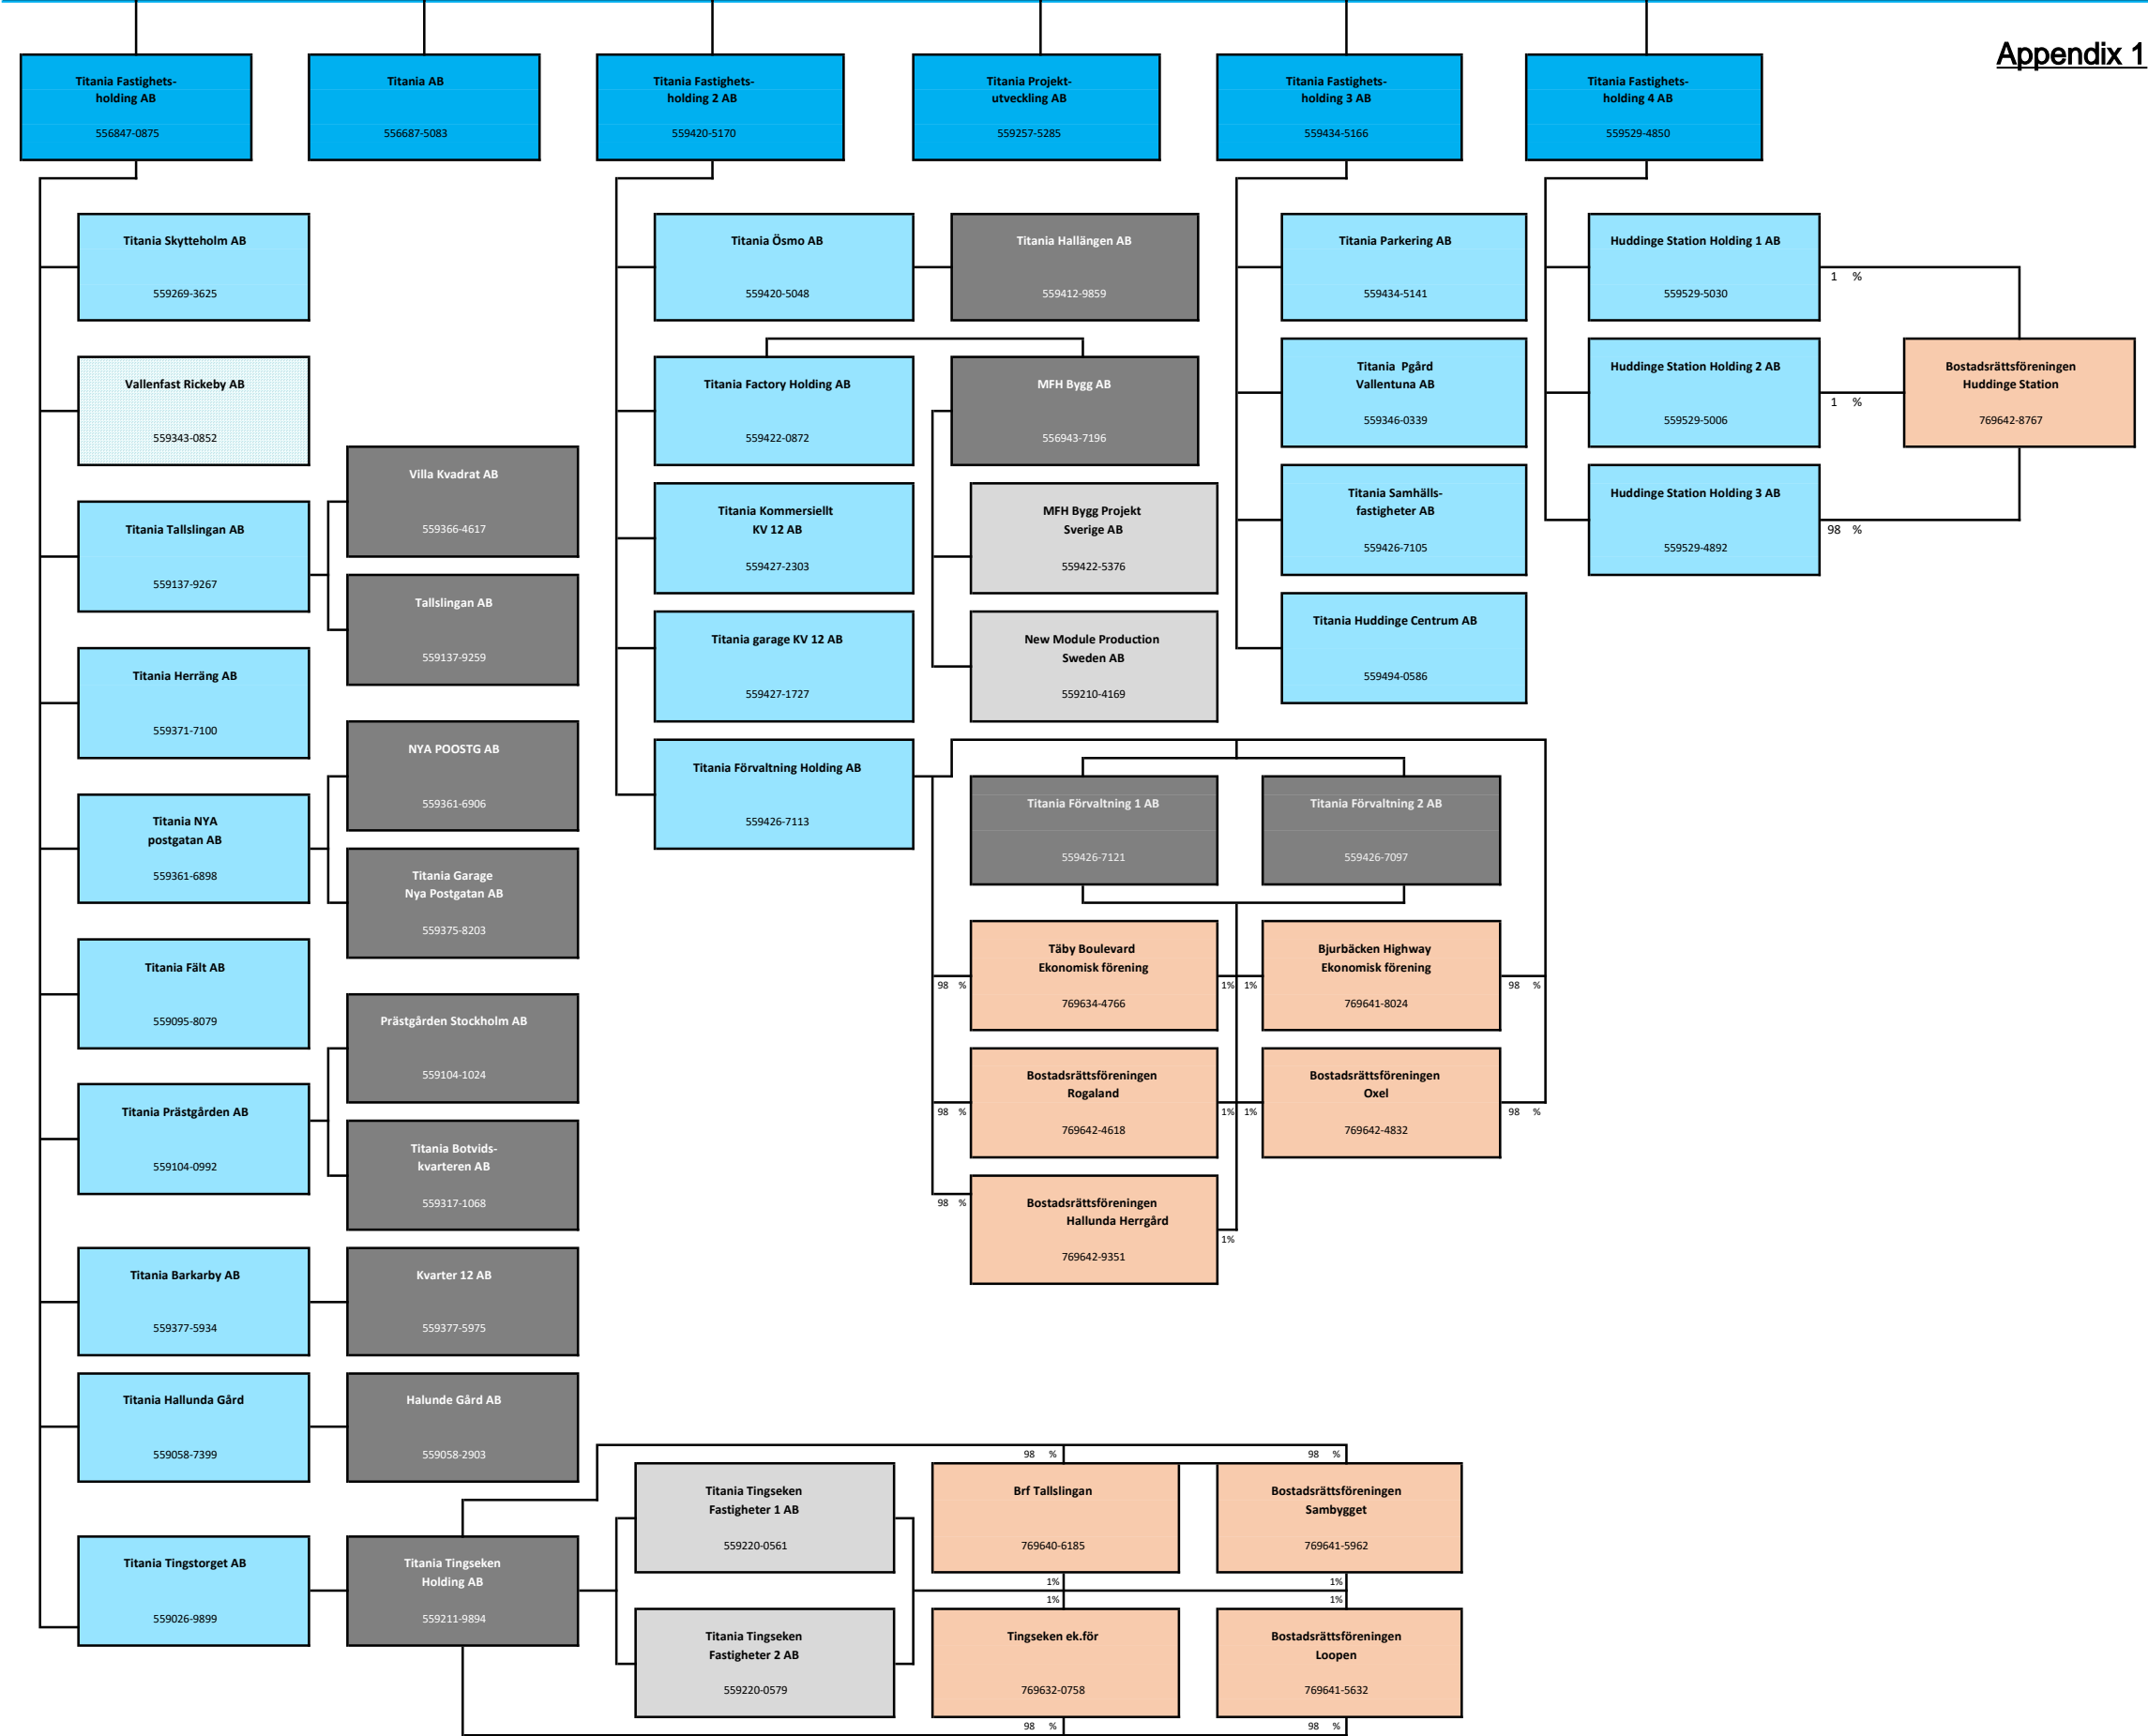 Appendix 1
Titania Fastighets-
holding AB
556847-0875
Titania AB
556687-5083
Titania Fastighets-
holding 2 AB
559420-5170
Titania Projekt-
utveckling AB
559257-5285
Titania Fastighets-
holding 3 AB
559434-5166
Titania Fastighets-
holding 4 AB
559529-4850
Titania Skytteholm AB
559269-3625
Vallenfast Rickeby AB
559343-0852
Titania Tallslingan AB
559137-9267
Villa Kvadrat AB
559366-4617
Tallslingan AB
559137-9259
Titania Herräng AB
559371-7100
Titania NYA
postgatan AB
559361-6898
NYA POOSTG AB
559361-6906
Titania Garage
Nya Postgatan AB
559375-8203
Titania Fält AB
559095-8079
Titania Prästgården AB
559104-0992
Prästgården Stockholm AB
559104-1024
Titania Botvids-
kvarteren AB
559317-1068
Titania Barkarby AB
559377-5934
Kvarter 12 AB
559377-5975
Titania Hallunda Gård
559058-7399
Halunde Gård AB
559058-2903
Titania Tingstorget AB
559026-9899
Titania Tingseken
Holding AB
559211-9894
Titania Tingseken
Fastigheter 1 AB
559220-0561
Titania Tingseken
Fastigheter 2 AB
559220-0579
98 %
Brf Tallslingan
769640-6185
1%
1%
Tingseken ek.för
769632-0758
98 %
98 %
Bostadsrättsföreningen
Sambygget
769641-5962
1%
1%
Bostadsrättsföreningen
Loopen
769641-5632
98 %
Titania Ösmo AB
559420-5048
Titania Hallängen AB
559412-9859
Titania Factory Holding AB
559422-0872
MFH Bygg AB
556943-7196
MFH Bygg Projekt
Sverige AB
559422-5376
New Module Production
Sweden AB
559210-4169
Titania Kommersiellt
KV 12 AB
559427-2303
Titania garage KV 12 AB
559427-1727
Titania Förvaltning Holding AB
559426-7113
Titania Förvaltning 1 AB
559426-7121
Titania Förvaltning 2 AB
559426-7097
Täby Boulevard
Ekonomisk förening
769634-4766
98 %
1% 1%
Bjurbäcken Highway
Ekonomisk förening
769641-8024
98 %
Bostadsrättsföreningen
Rogaland
769642-4618
98 %
1% 1%
Bostadsrättsföreningen
Oxel
769642-4832
98 %
Bostadsrättsföreningen
Hallunda Herrgård
769642-9351
98 %
1%
Titania Parkering AB
559434-5141
Titania Pgård
Vallentuna AB
559346-0339
Titania Samhälls-
fastigheter AB
559426-7105
Titania Huddinge Centrum AB
559494-0586
Huddinge Station Holding 1 AB
559529-5030
1 %
Huddinge Station Holding 2 AB
559529-5006
1 %
Huddinge Station Holding 3 AB
559529-4892
98 %
Bostadsrättsföreningen
Huddinge Station
769642-8767